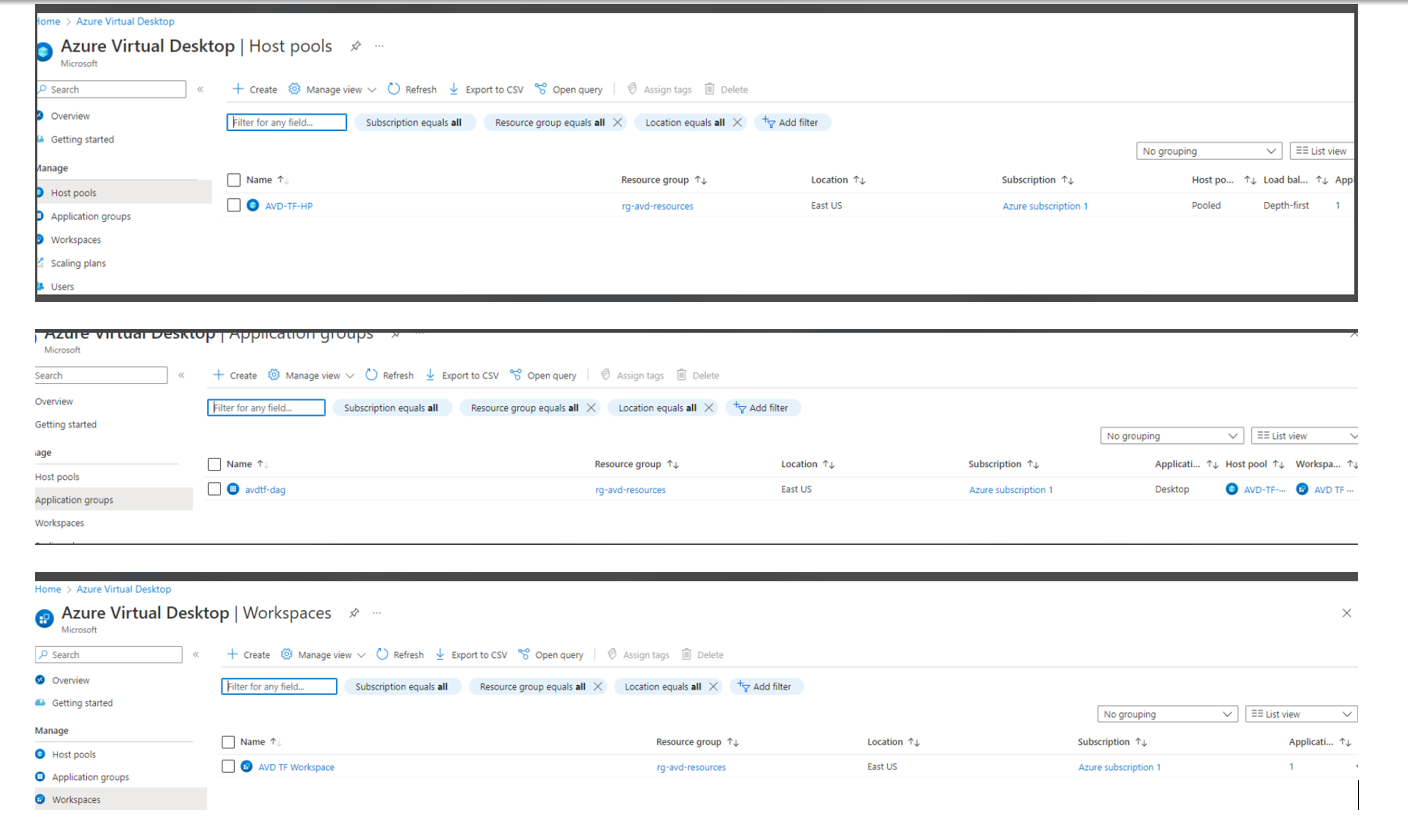 Home > Azure Virtual Desktop
Azure Virtual Desktop | Host pools ...
Microsoft
Search « + Create Manage view Refresh Export to CSV Open query Assign tags Delete
Overview
Filter for any field... Subscription equals all Resource group equals all × Location equals all × Add filter
Getting started
No grouping List view
Manage
Name ↑↓ Resource group ↑↓ Location ↑↓ Subscription ↑↓ Host po... ↑↓ Load bal... ↑↓ Appl
Host pools
AVD-TF-HP rg-avd-resources East US Azure subscription 1 Pooled Depth-first 1
Application groups
Workspaces
Scaling plans
Users
Azure Virtual Desktop | Application groups ...
Microsoft
Search « + Create Manage view Refresh Export to CSV Open query Assign tags Delete
Overview
Filter for any field... Subscription equals all Resource group equals all × Location equals all × Add filter
Getting started
No grouping List view
age
Name ↑↓ Resource group ↑↓ Location ↑↓ Subscription ↑↓ Applicati... ↑↓ Host pool ↑↓ Workspa... ↑↓
Host pools
avdtf-dag rg-avd-resources East US Azure subscription 1 Desktop AVD-TF-... AVD TF ...
Application groups
Workspaces
Home > Azure Virtual Desktop
Azure Virtual Desktop | Workspaces ... ×
Microsoft
Search « + Create Manage view Refresh Export to CSV Open query Assign tags Delete
Overview
Filter for any field... Subscription equals all Resource group equals all × Location equals all × Add filter
Getting started
No grouping List view
Manage
Name ↑↓ Resource group ↑↓ Location ↑↓ Subscription ↑↓ Applicati... ↑↓
Host pools
AVD TF Workspace rg-avd-resources East US Azure subscription 1 1
Application groups
Workspaces